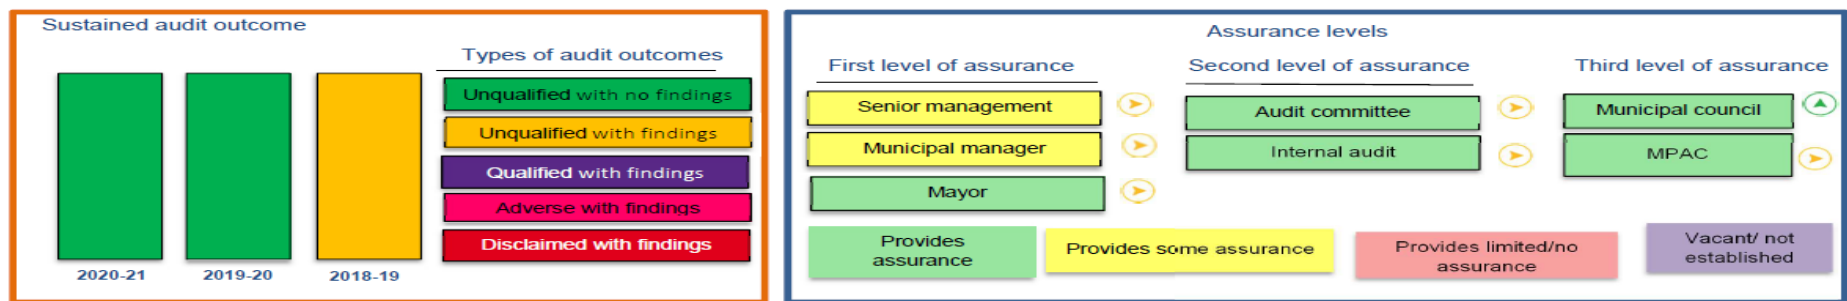 Sustained audit outcome
Types of audit outcomes
Unqualified with no findings
Unqualified with findings
Qualified with findings
Adverse with findings
Disclaimed with findings
2020-21
2019-20
2018-19
Assurance levels
First level of assurance
Second level of assurance
Third level of assurance
Senior management
Audit committee
Municipal council
Municipal manager
Internal audit
MPAC
Mayor
Provides
assurance
Provides some assurance
Provides limited/no
assurance
Vacant/ not
established